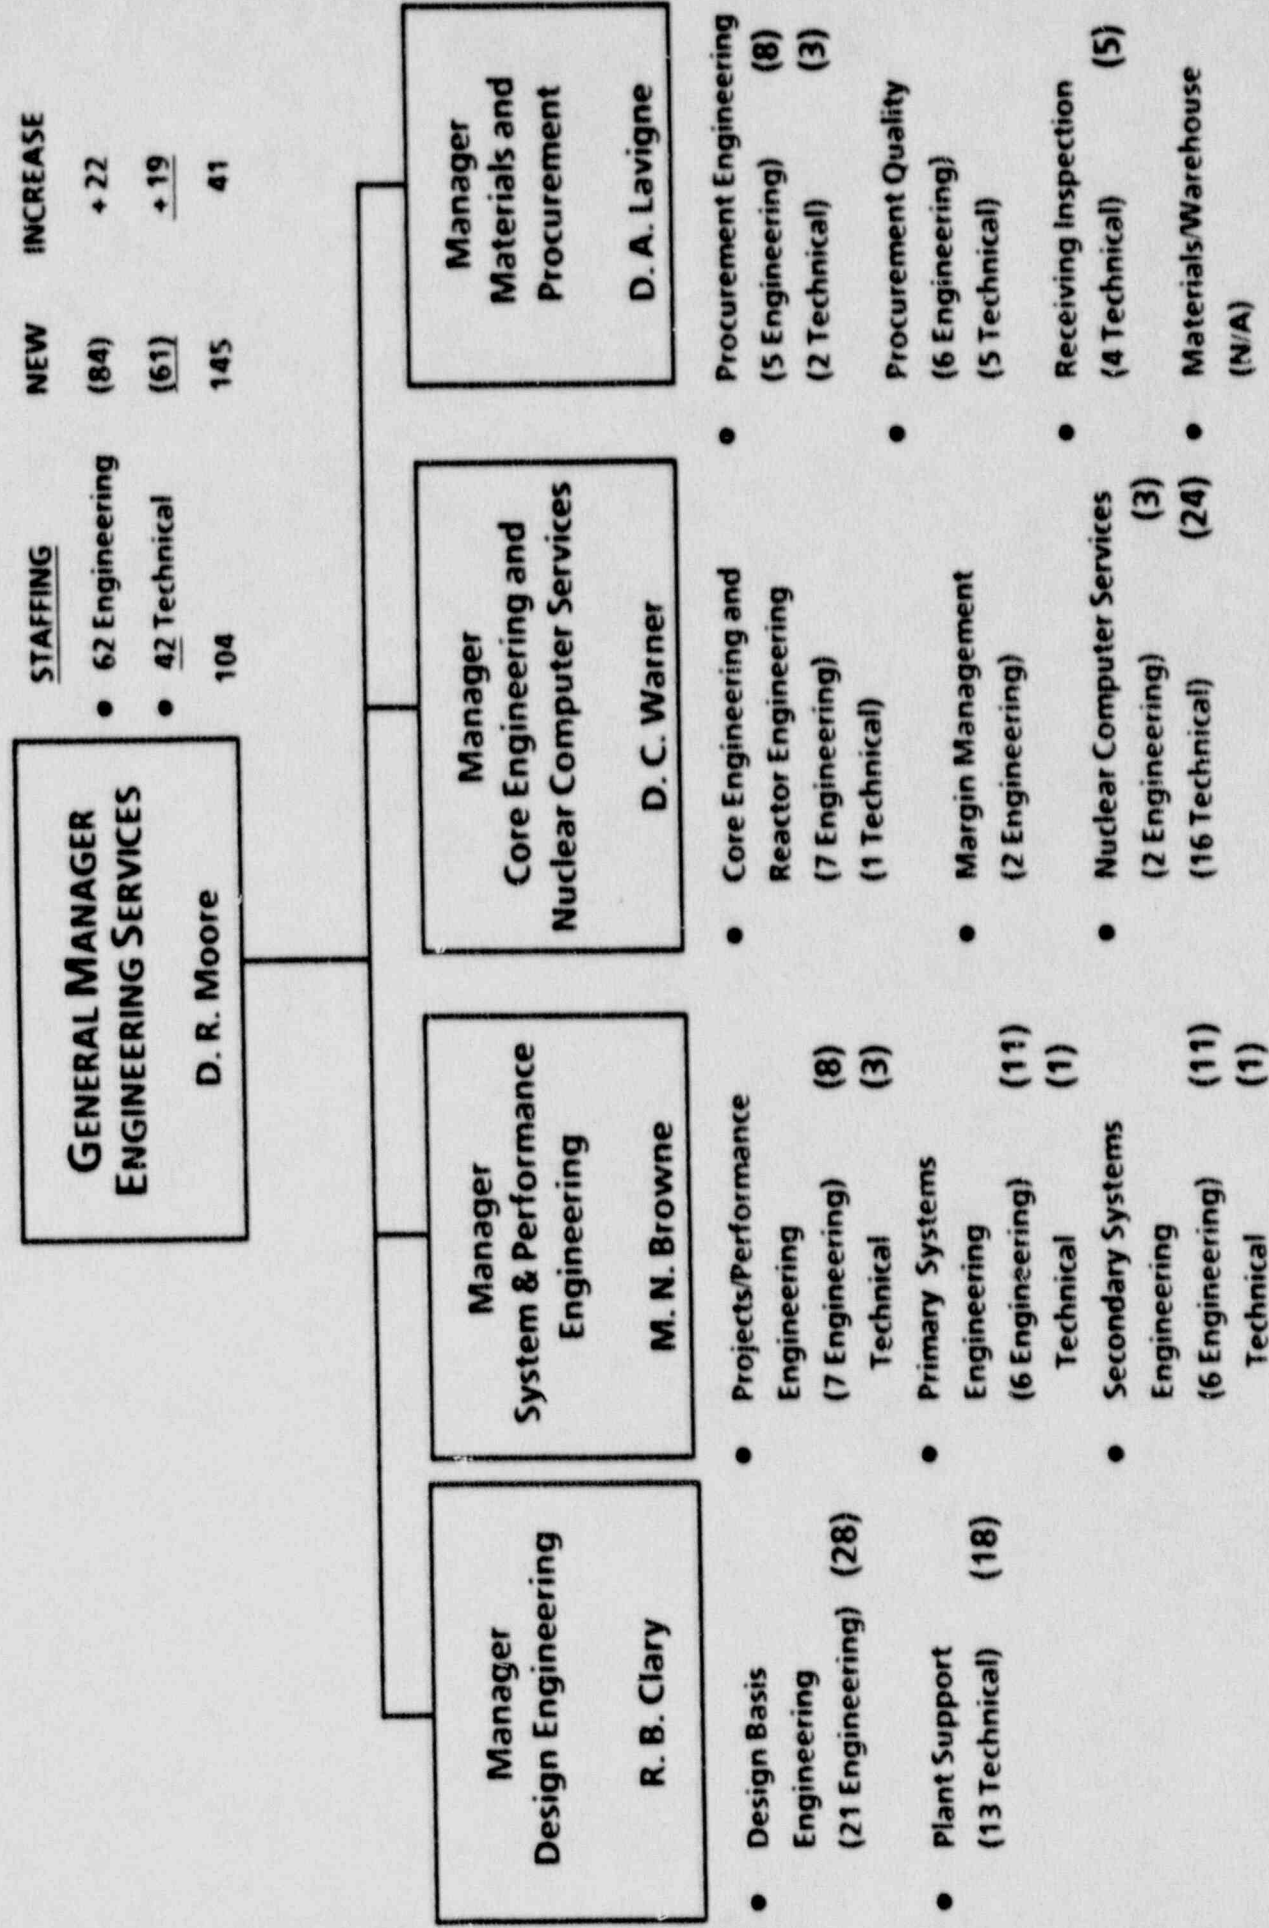 GENERAL MANAGER
ENGINEERING SERVICES
D. R. Moore
STAFFING NEW INCREASE
• 62 Engineering (84) + 22
• 42 Technical (61) + 19
104 145 41
Manager
Design Engineering
R. B. Clary
• Design Basis
Engineering
(21 Engineering) (28)
• Plant Support
(13 Technical) (18)
Manager
System & Performance
Engineering
M. N. Browne
• Projects/Performance
Engineering
(7 Engineering) (8)
Technical (3)
• Primary Systems
Engineering
(6 Engineering) (11)
Technical (1)
• Secondary Systems
Engineering
(6 Engineering) (11)
Technical (1)
Manager
Core Engineering and
Nuclear Computer Services
D. C. Warner
• Core Engineering and
Reactor Engineering
(7 Engineering)
(1 Technical)
• Margin Management
(2 Engineering)
• Nuclear Computer Services
(2 Engineering) (3)
(16 Technical) (24)
Manager
Materials and
Procurement
D. A. Lavigne
• Procurement Engineering
(5 Engineering) (8)
(2 Technical) (3)
• Procurement Quality
(6 Engineering)
(5 Technical)
• Receiving Inspection
(4 Technical) (5)
• Materials/Warehouse
(N/A)